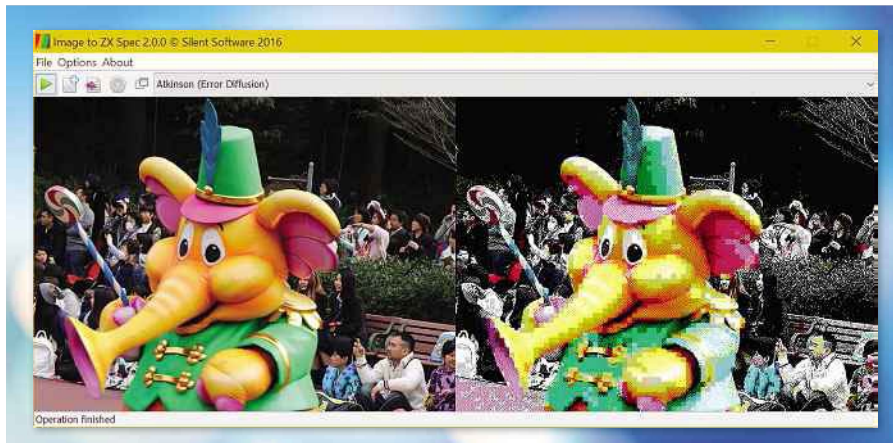 Image to ZX Spec 2.0.0 © Silent Software 2016
File Options About
Atkinson (Error Diffusion)
Operation finished